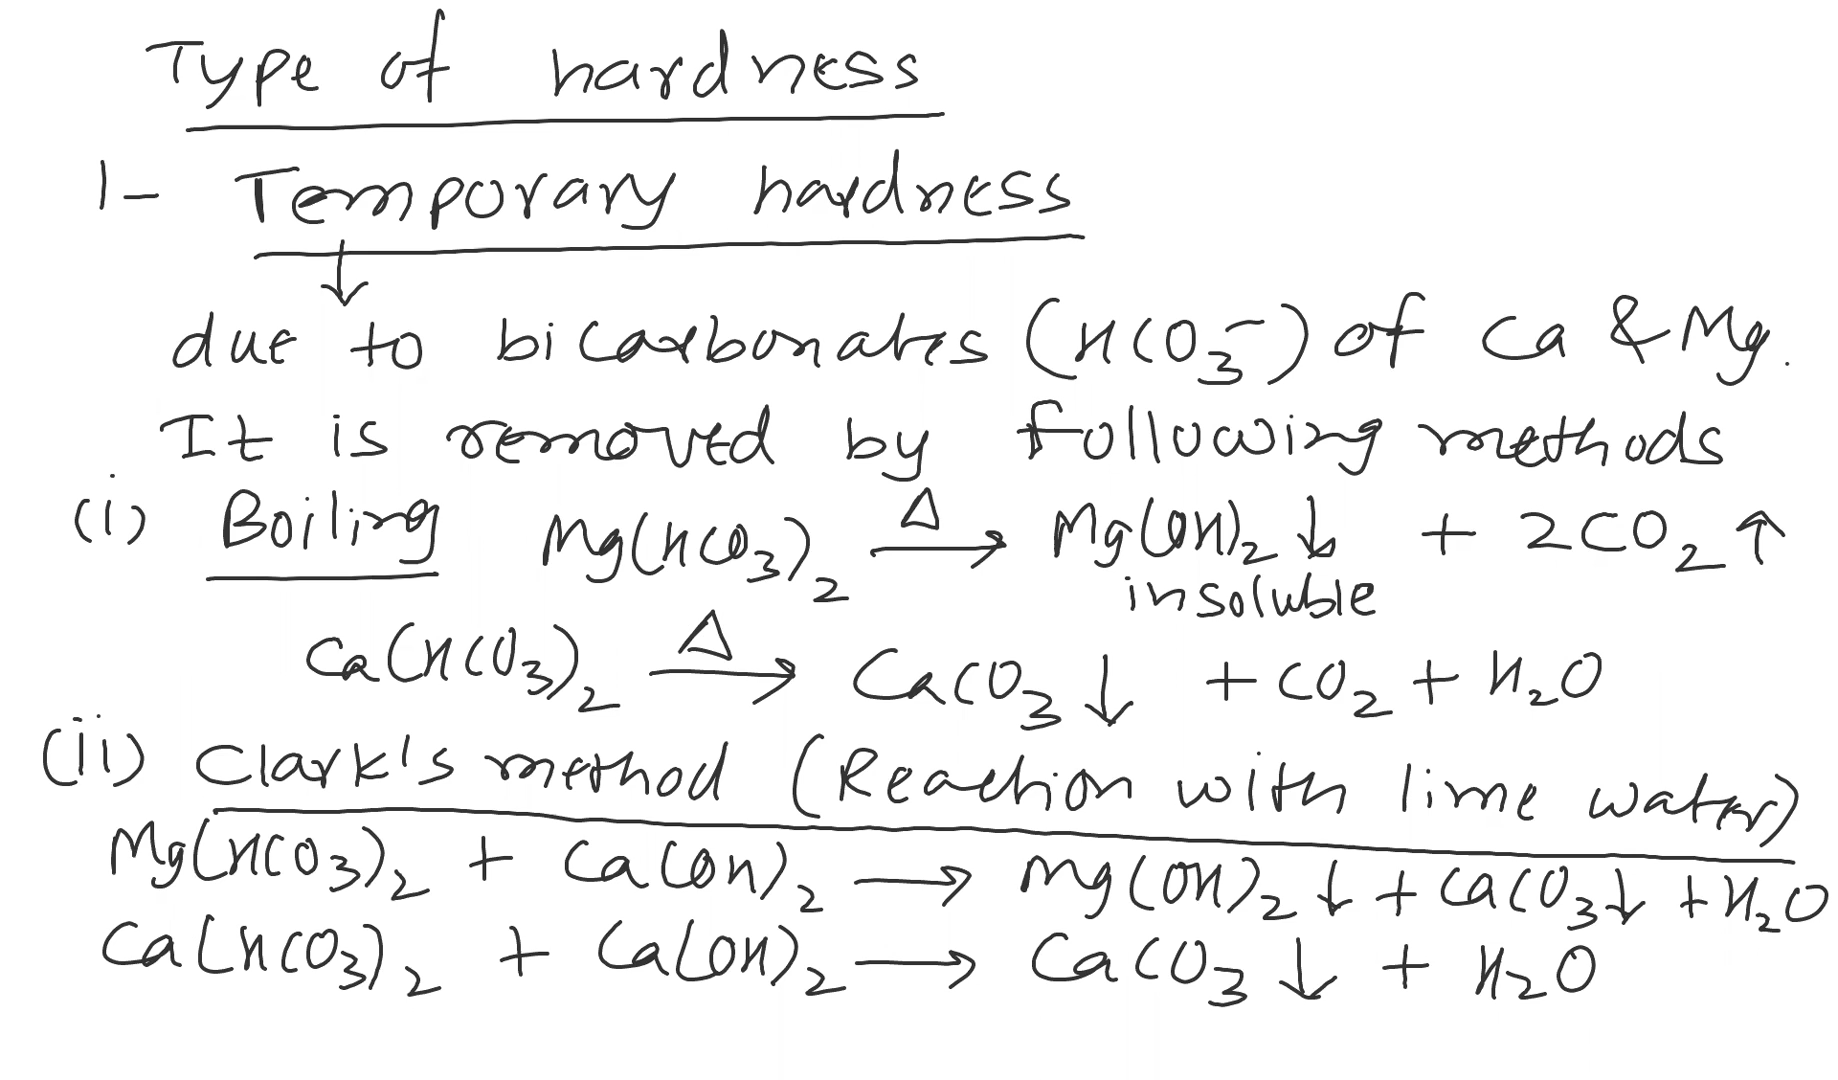 Type of hardness
1- Temporary hardness
↓
due to bicarbonates (HCO₃⁻) of Ca & Mg.
It is removed by following methods
(i) Boiling Mg(HCO₃)₂ —Δ→ Mg(OH)₂ ↓ + 2CO₂ ↑
insoluble
Ca(HCO₃)₂ —Δ→ CaCO₃ ↓ + CO₂ + H₂O
(ii) Clark's method (Reaction with lime water)
Mg(HCO₃)₂ + Ca(OH)₂ → Mg(OH)₂ ↓ + CaCO₃ ↓ + H₂O
Ca(HCO₃)₂ + Ca(OH)₂ → CaCO₃ ↓ + H₂O